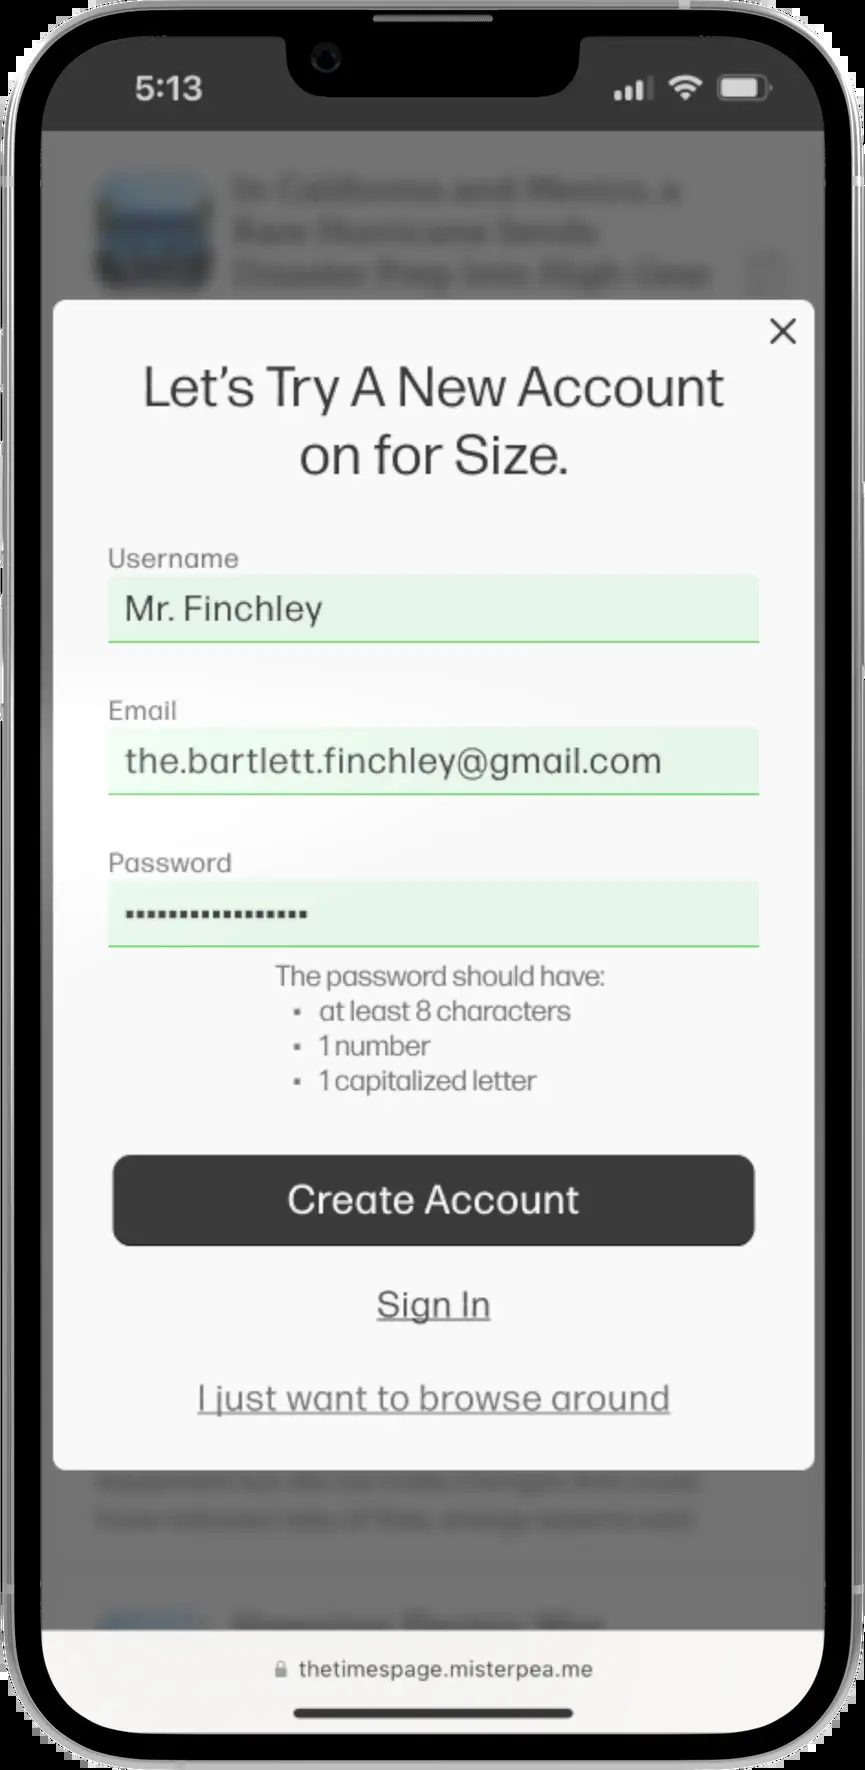 5:13
In California and Mexico, a
Rare Hurricane Sends
Disaster Prep Into High Gear
Let's Try A New Account
on for Size.
Username
Mr. Finchley
Email
the.bartlett.finchley@gmail.com
Password
•••••••••••••••••
The password should have:
▪ at least 8 characters
▪ 1 number
▪ 1 capitalized letter
Create Account
Sign In
I just want to browse around
thetimespage.misterpea.me